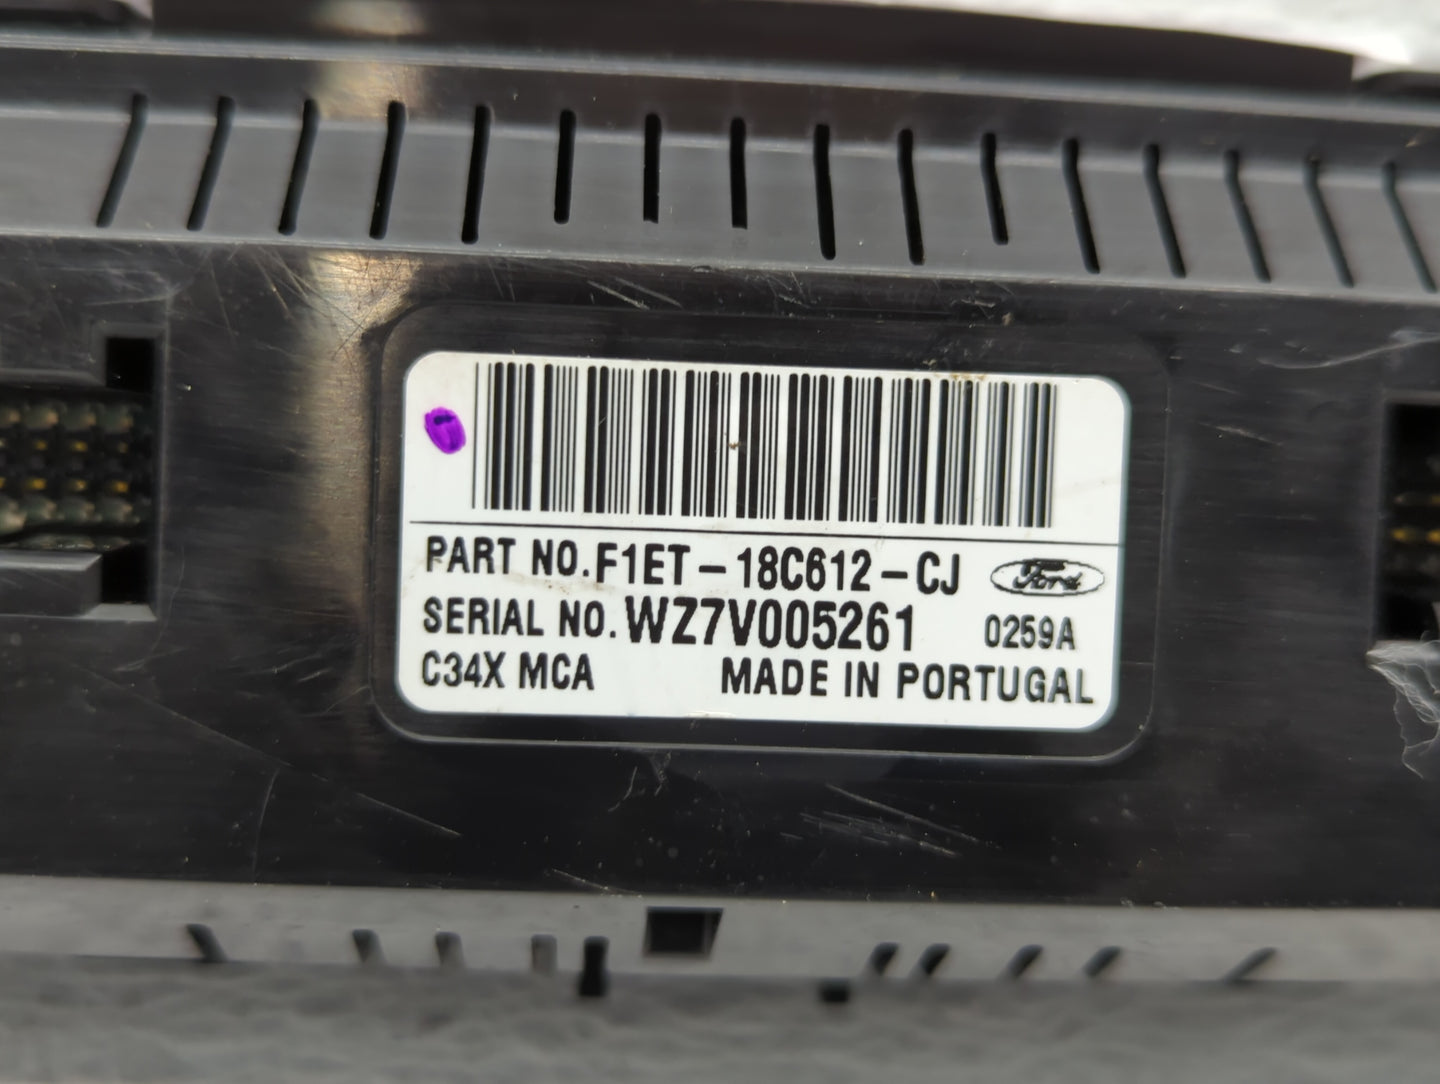 PART NO. F1ET-18C612-CJ Ford
SERIAL NO. WZ7V005261 0259A
C34X MCA MADE IN PORTUGAL